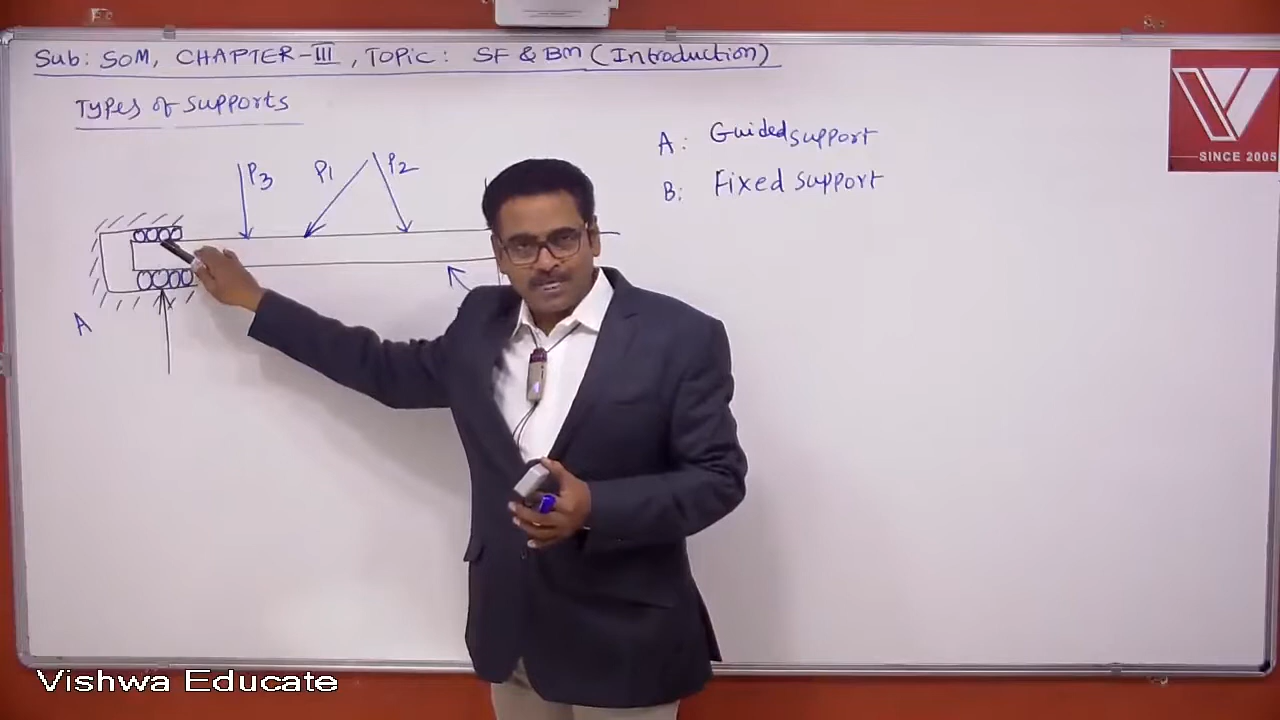 Sub: SOM, CHAPTER-III, TOPIC: SF & BM (Introduction)
Types of Supports
A: Guided support
B: Fixed support
P3 P1 P2
A
V
SINCE 2005
Vishwa Educate